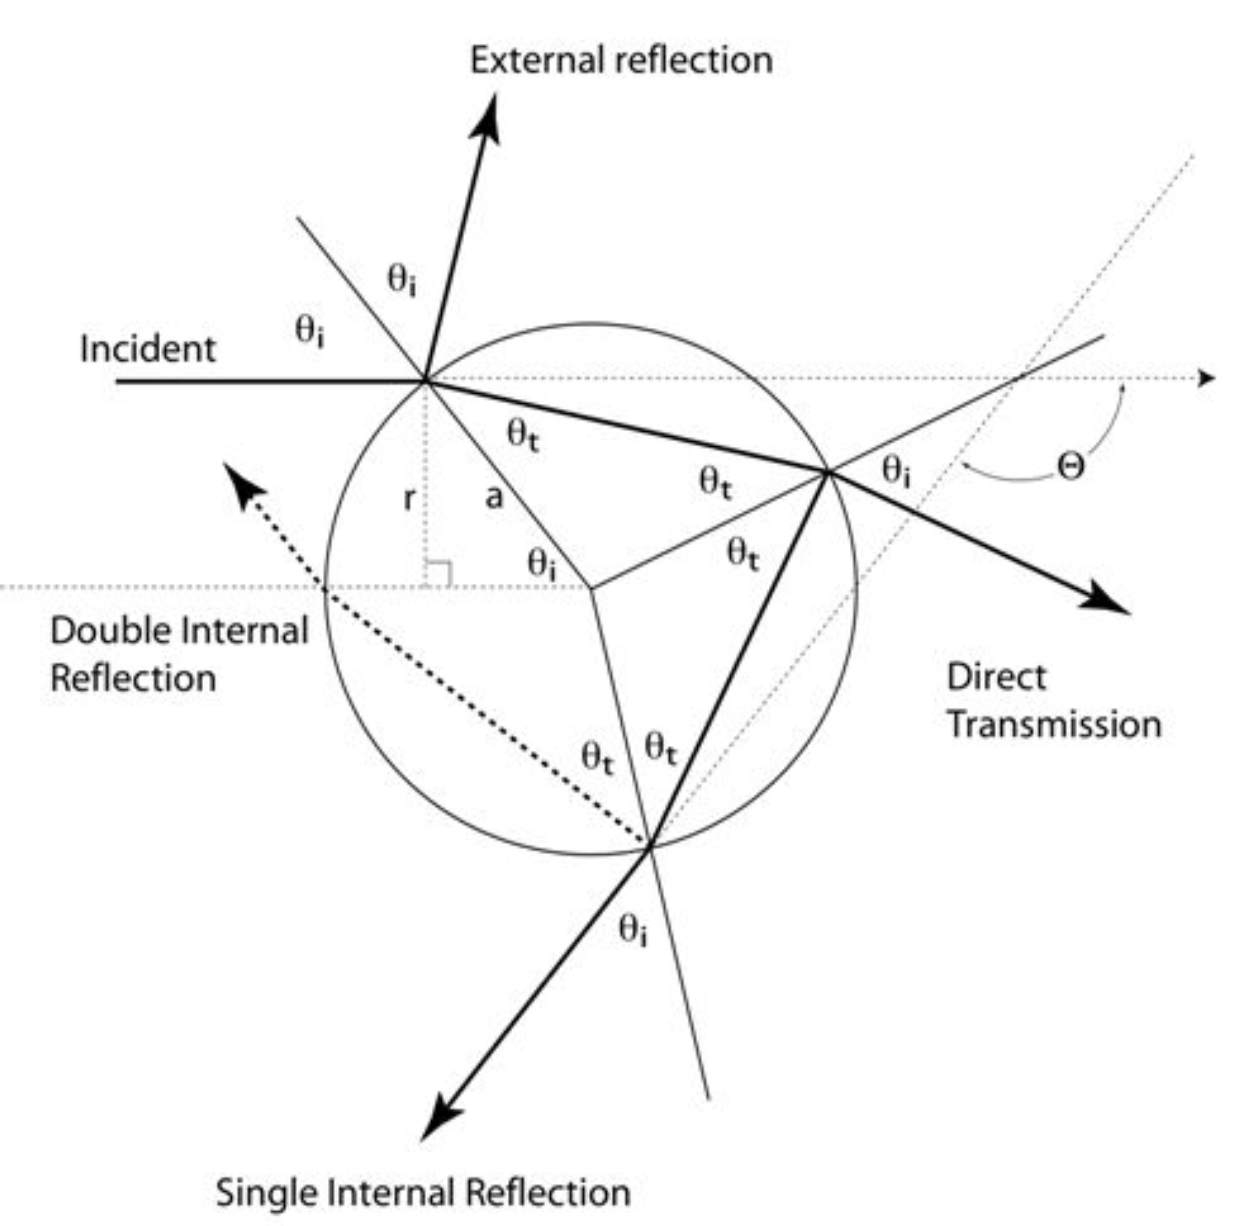 External reflection
θi
θi
Incident
θt
θt
θi
Θ
r
a
θt
θi
Double Internal
Reflection
Direct
Transmission
θt
θt
θi
Single Internal Reflection